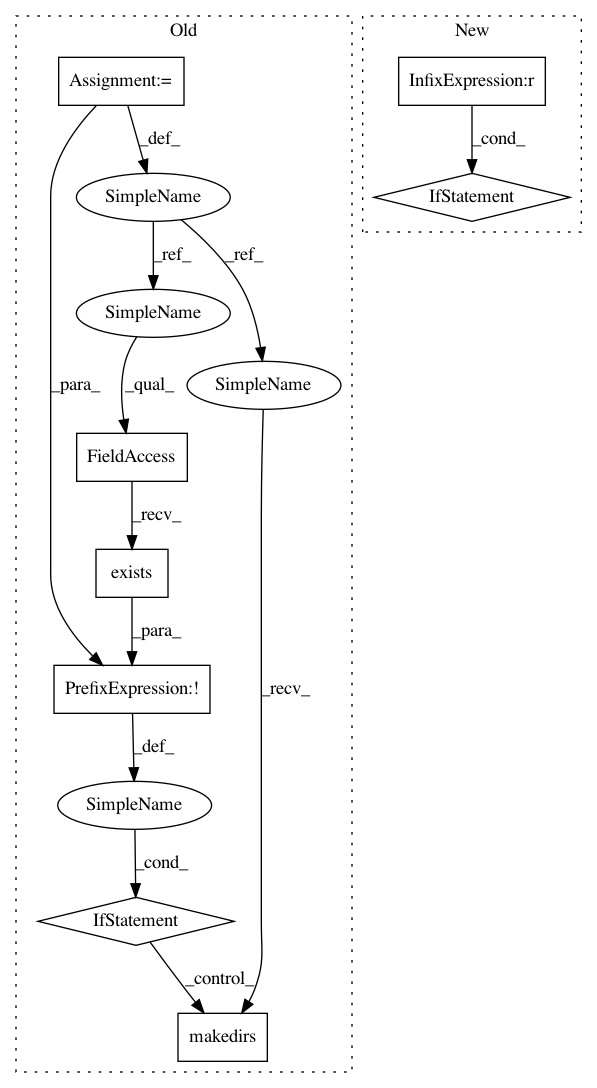 Old
New
Assignment:=
InfixExpression:r
_def_
_cond_
SimpleName
IfStatement
_ref_
_ref_
SimpleName
SimpleName
_para_
_qual_
FieldAccess
_recv_
exists
_para_
PrefixExpression:!
_recv_
_def_
SimpleName
_cond_
IfStatement
_control_
makedirs